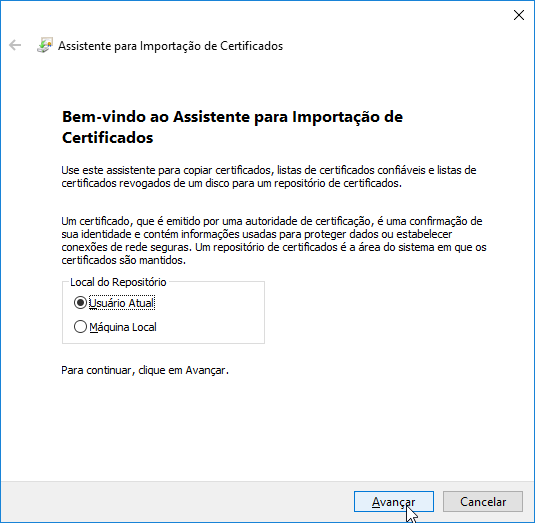 Assistente para Importação de Certificados
Bem-vindo ao Assistente para Importação de
Certificados
Use este assistente para copiar certificados, listas de certificados confiáveis e listas de
certificados revogados de um disco para um repositório de certificados.
Um certificado, que é emitido por uma autoridade de certificação, é uma confirmação de
sua identidade e contém informações usadas para proteger dados ou estabelecer
conexões de rede seguras. Um repositório de certificados é a área do sistema em que os
certificados são mantidos.
Local do Repositório
Usuário Atual
Máquina Local
Para continuar, clique em Avançar.
Avançar
Cancelar